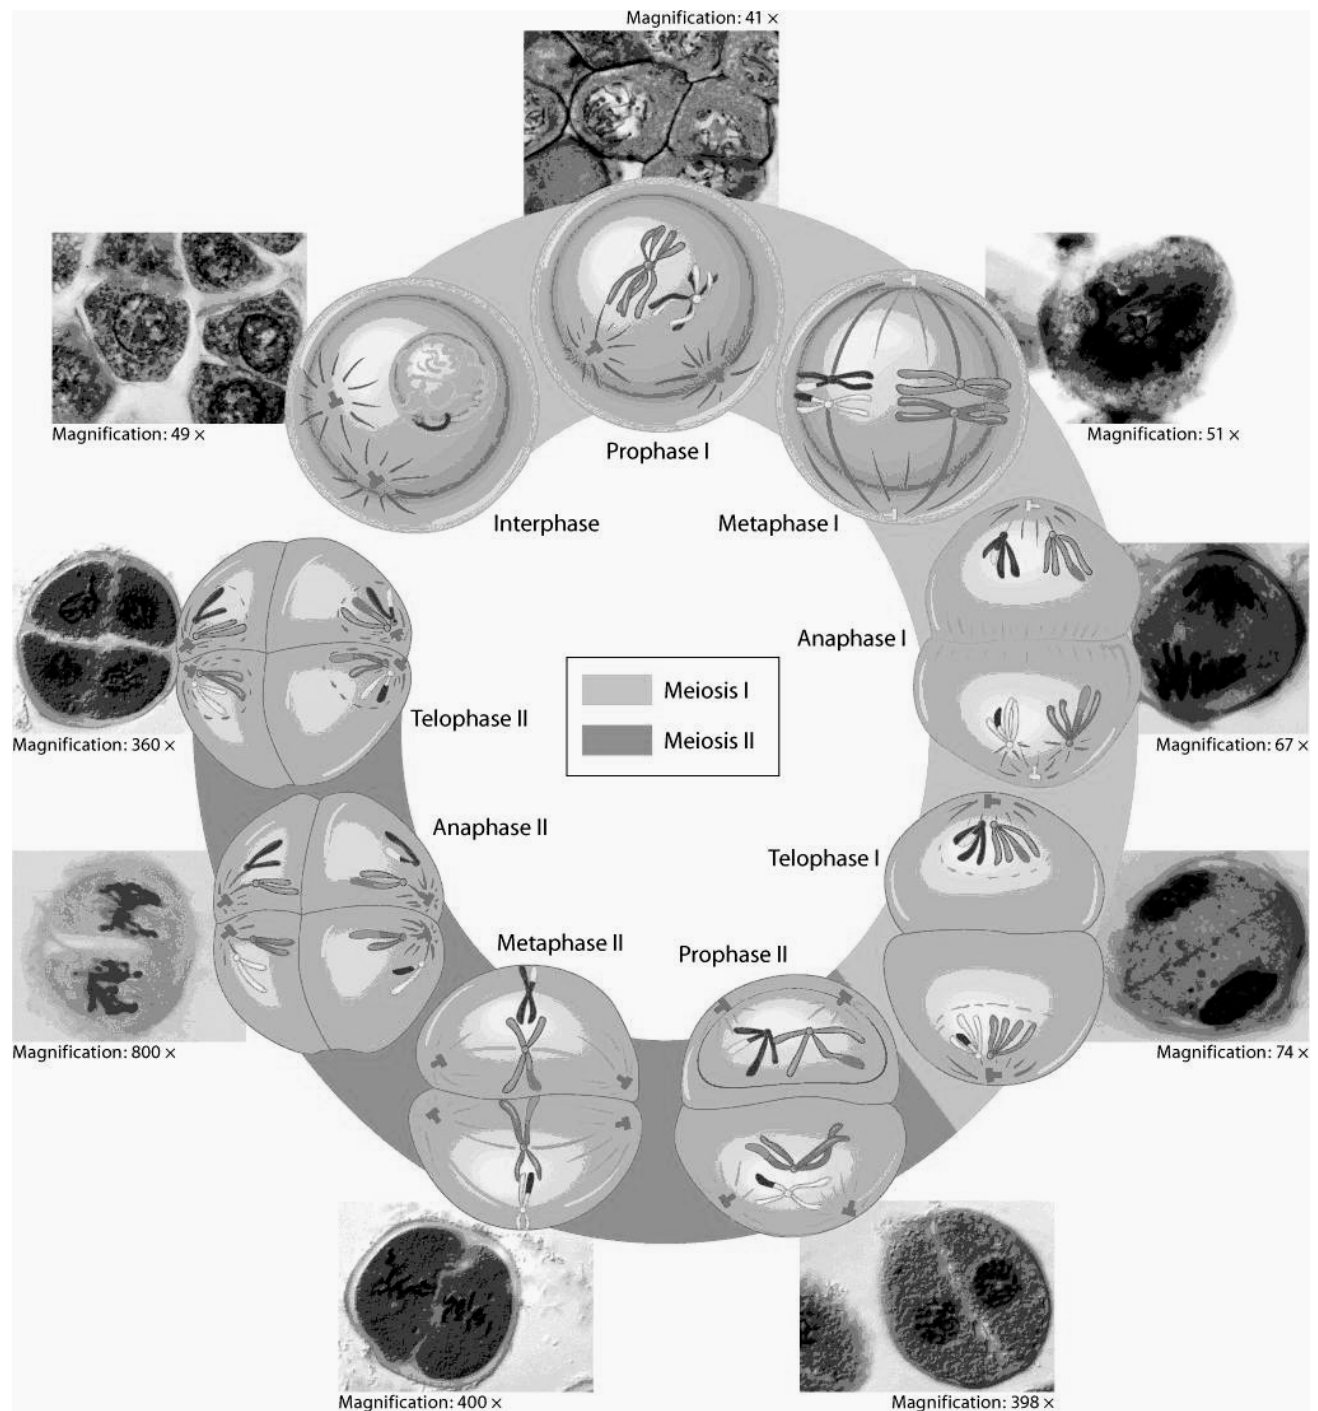 Magnification: 41 ×
Magnification: 49 ×
Magnification: 51 ×
Prophase I
Interphase
Metaphase I
Anaphase I
Meiosis I
Meiosis II
Telophase II
Magnification: 360 ×
Magnification: 67 ×
Anaphase II
Telophase I
Metaphase II
Prophase II
Magnification: 800 ×
Magnification: 74 ×
Magnification: 400 ×
Magnification: 398 ×